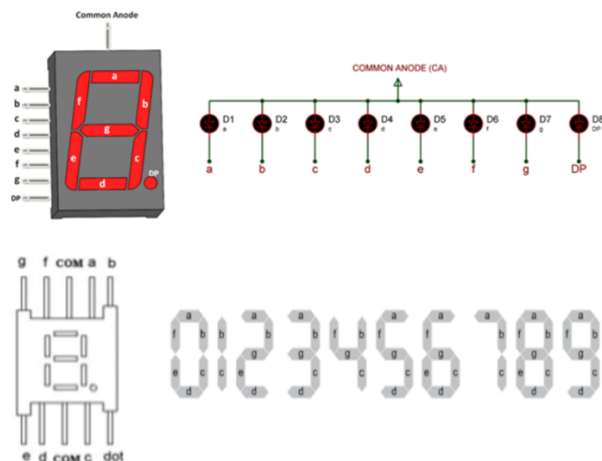 Common Anode
a
b
c
d
e
f
g
DP
a
f b
g
e c
d
DP
COMMON ANODE (CA)
D1 D2 D3 D4 D5 D6 D7 D8
a b c d e f g DP
a b c d e f g DP
g f COM a b
e d COM c dot
a a a a a a a a
f b b b b f b f f b f b f b
g g g g g g g
e c c e c c c e c c e c c
d d d d d d d